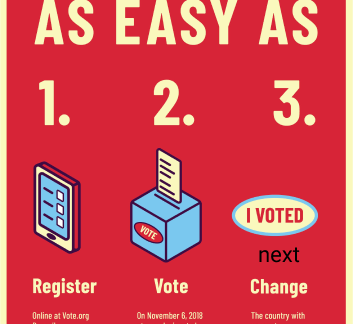 AS EASY AS
1. 2. 3.
VOTE
I VOTED
next
Register Vote Change
Online at Vote.org On November 6, 2018 The country with